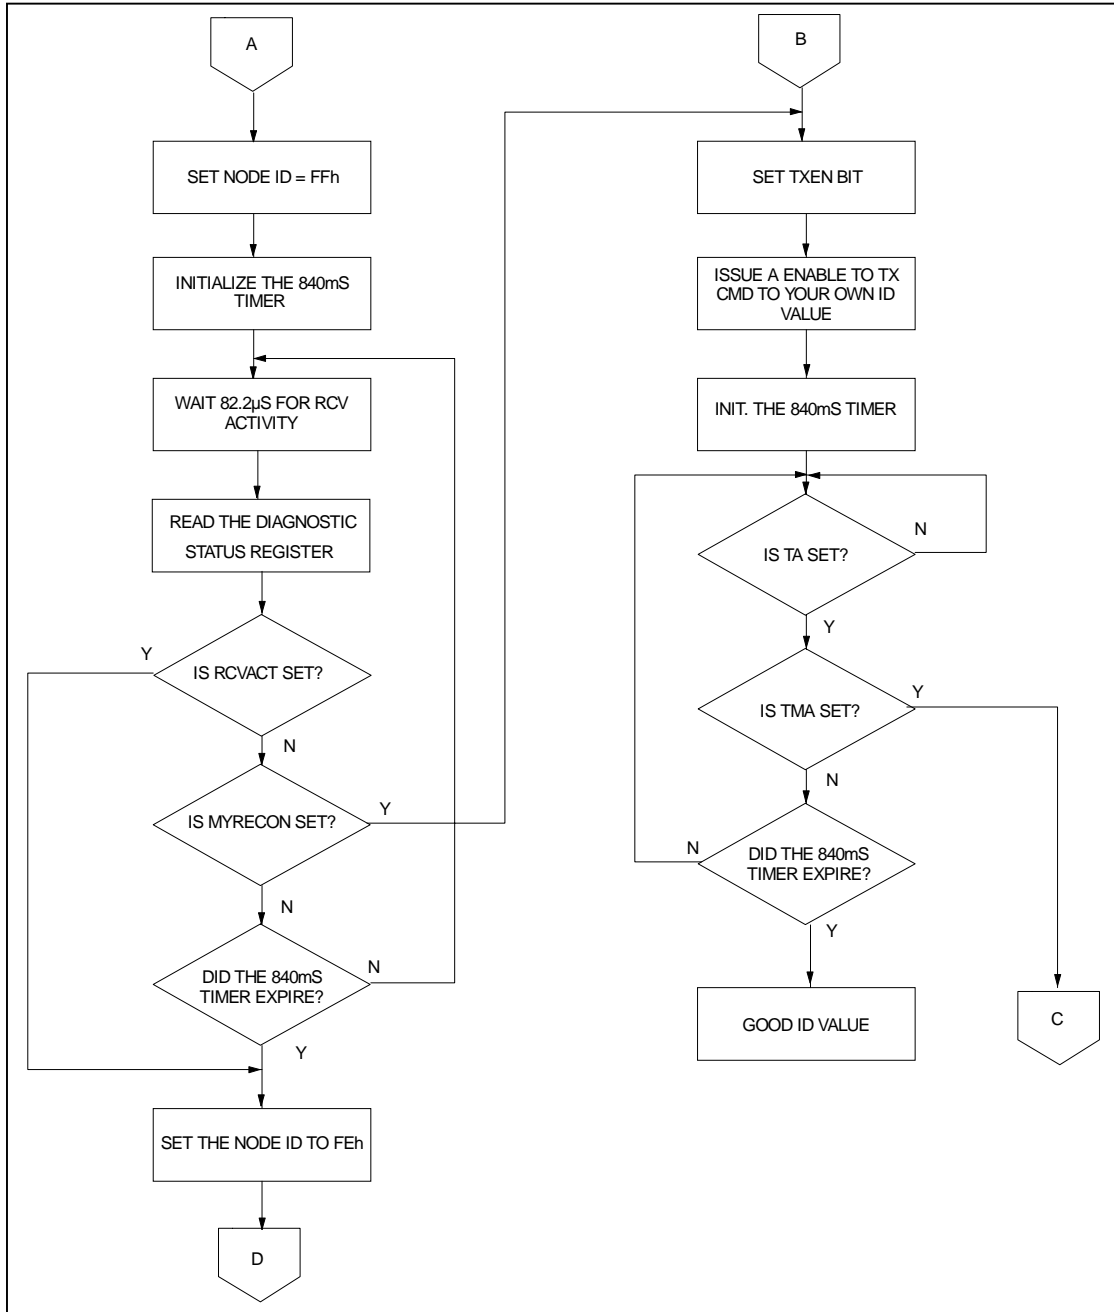 A
SET NODE ID = FFh
INITIALIZE THE 840mS
TIMER
WAIT 82.2µS FOR RCV
ACTIVITY
READ THE DIAGNOSTIC
STATUS REGISTER
Y
IS RCVACT SET?
N
IS MYRECON SET?
Y
N
DID THE 840mS
TIMER EXPIRE?
N
Y
SET THE NODE ID TO FEh
D
B
SET TXEN BIT
ISSUE A ENABLE TO TX
CMD TO YOUR OWN ID
VALUE
INIT. THE 840mS TIMER
N
IS TA SET?
Y
IS TMA SET?
Y
N
N
DID THE 840mS
TIMER EXPIRE?
Y
GOOD ID VALUE
C